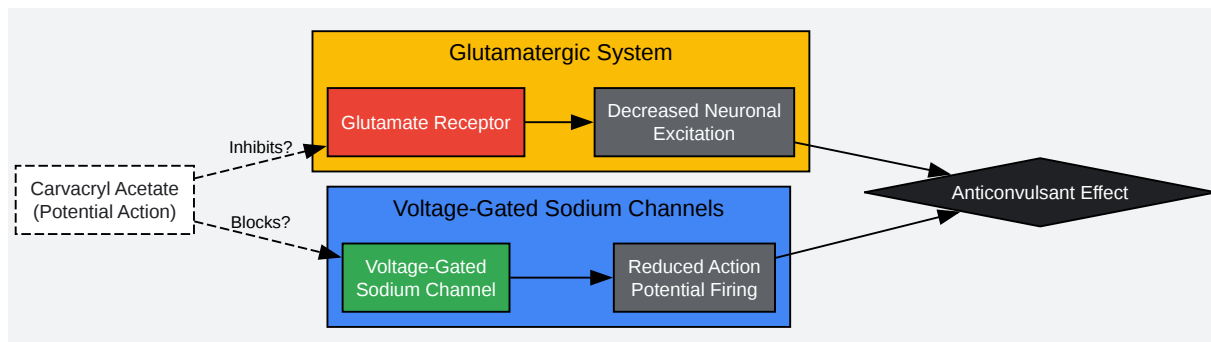 Glutamatergic System
Glutamate Receptor
Decreased Neuronal
Excitation
Inhibits?
Carvacryl Acetate
(Potential Action)
Anticonvulsant Effect
Blocks?
Voltage-Gated Sodium Channels
Voltage-Gated
Sodium Channel
Reduced Action
Potential Firing